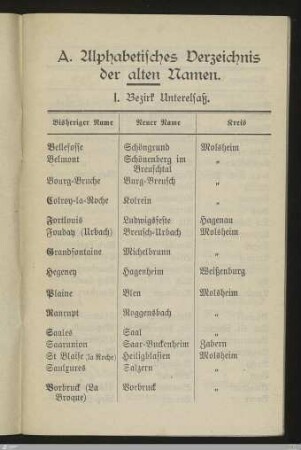 A. Alphabetisches Verzeichnis
der alten Namen.
I. Bezirk Unterelsaß.
Bisheriger Name Neuer Name Kreis
Bellefosse Schöngrund Molsheim
Belmont Schönenberg im Breuschtal „
Bourg-Bruche Burg-Breusch „
Colroy-la-Roche Kolrein „
Fortlouis Ludwigsfeste Hagenau
Fouday (Urbach) Breusch-Urbach Molsheim
Grandfontaine Michelbrunn „
Hegeney Hagenheim Weißenburg
Plaine Blen Molsheim
Ranrupt Roggensbach „
Saales Saal „
Saarunion Saar-Buckenheim Zabern
St Blaise (la Roche) Heiligblasien Molsheim
Saulxures Salzern „
Vorbruck (La Broque) Vorbruck „